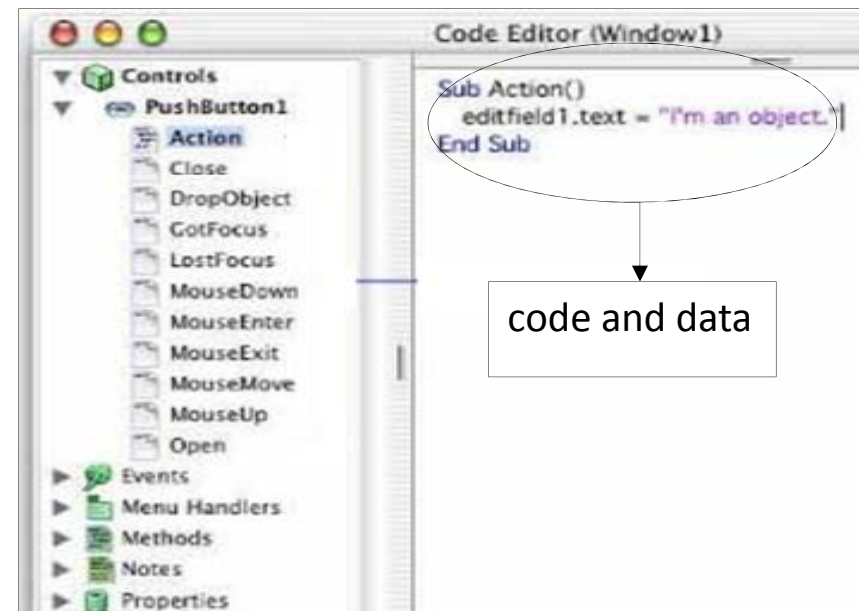 Code Editor (Window1)
Controls
PushButton1
Action
Close
DropObject
GotFocus
LostFocus
MouseDown
MouseEnter
MouseExit
MouseMove
MouseUp
Open
Events
Menu Handlers
Methods
Notes
Properties
Sub Action()
editfield1.text = "I'm an object."
End Sub
code and data